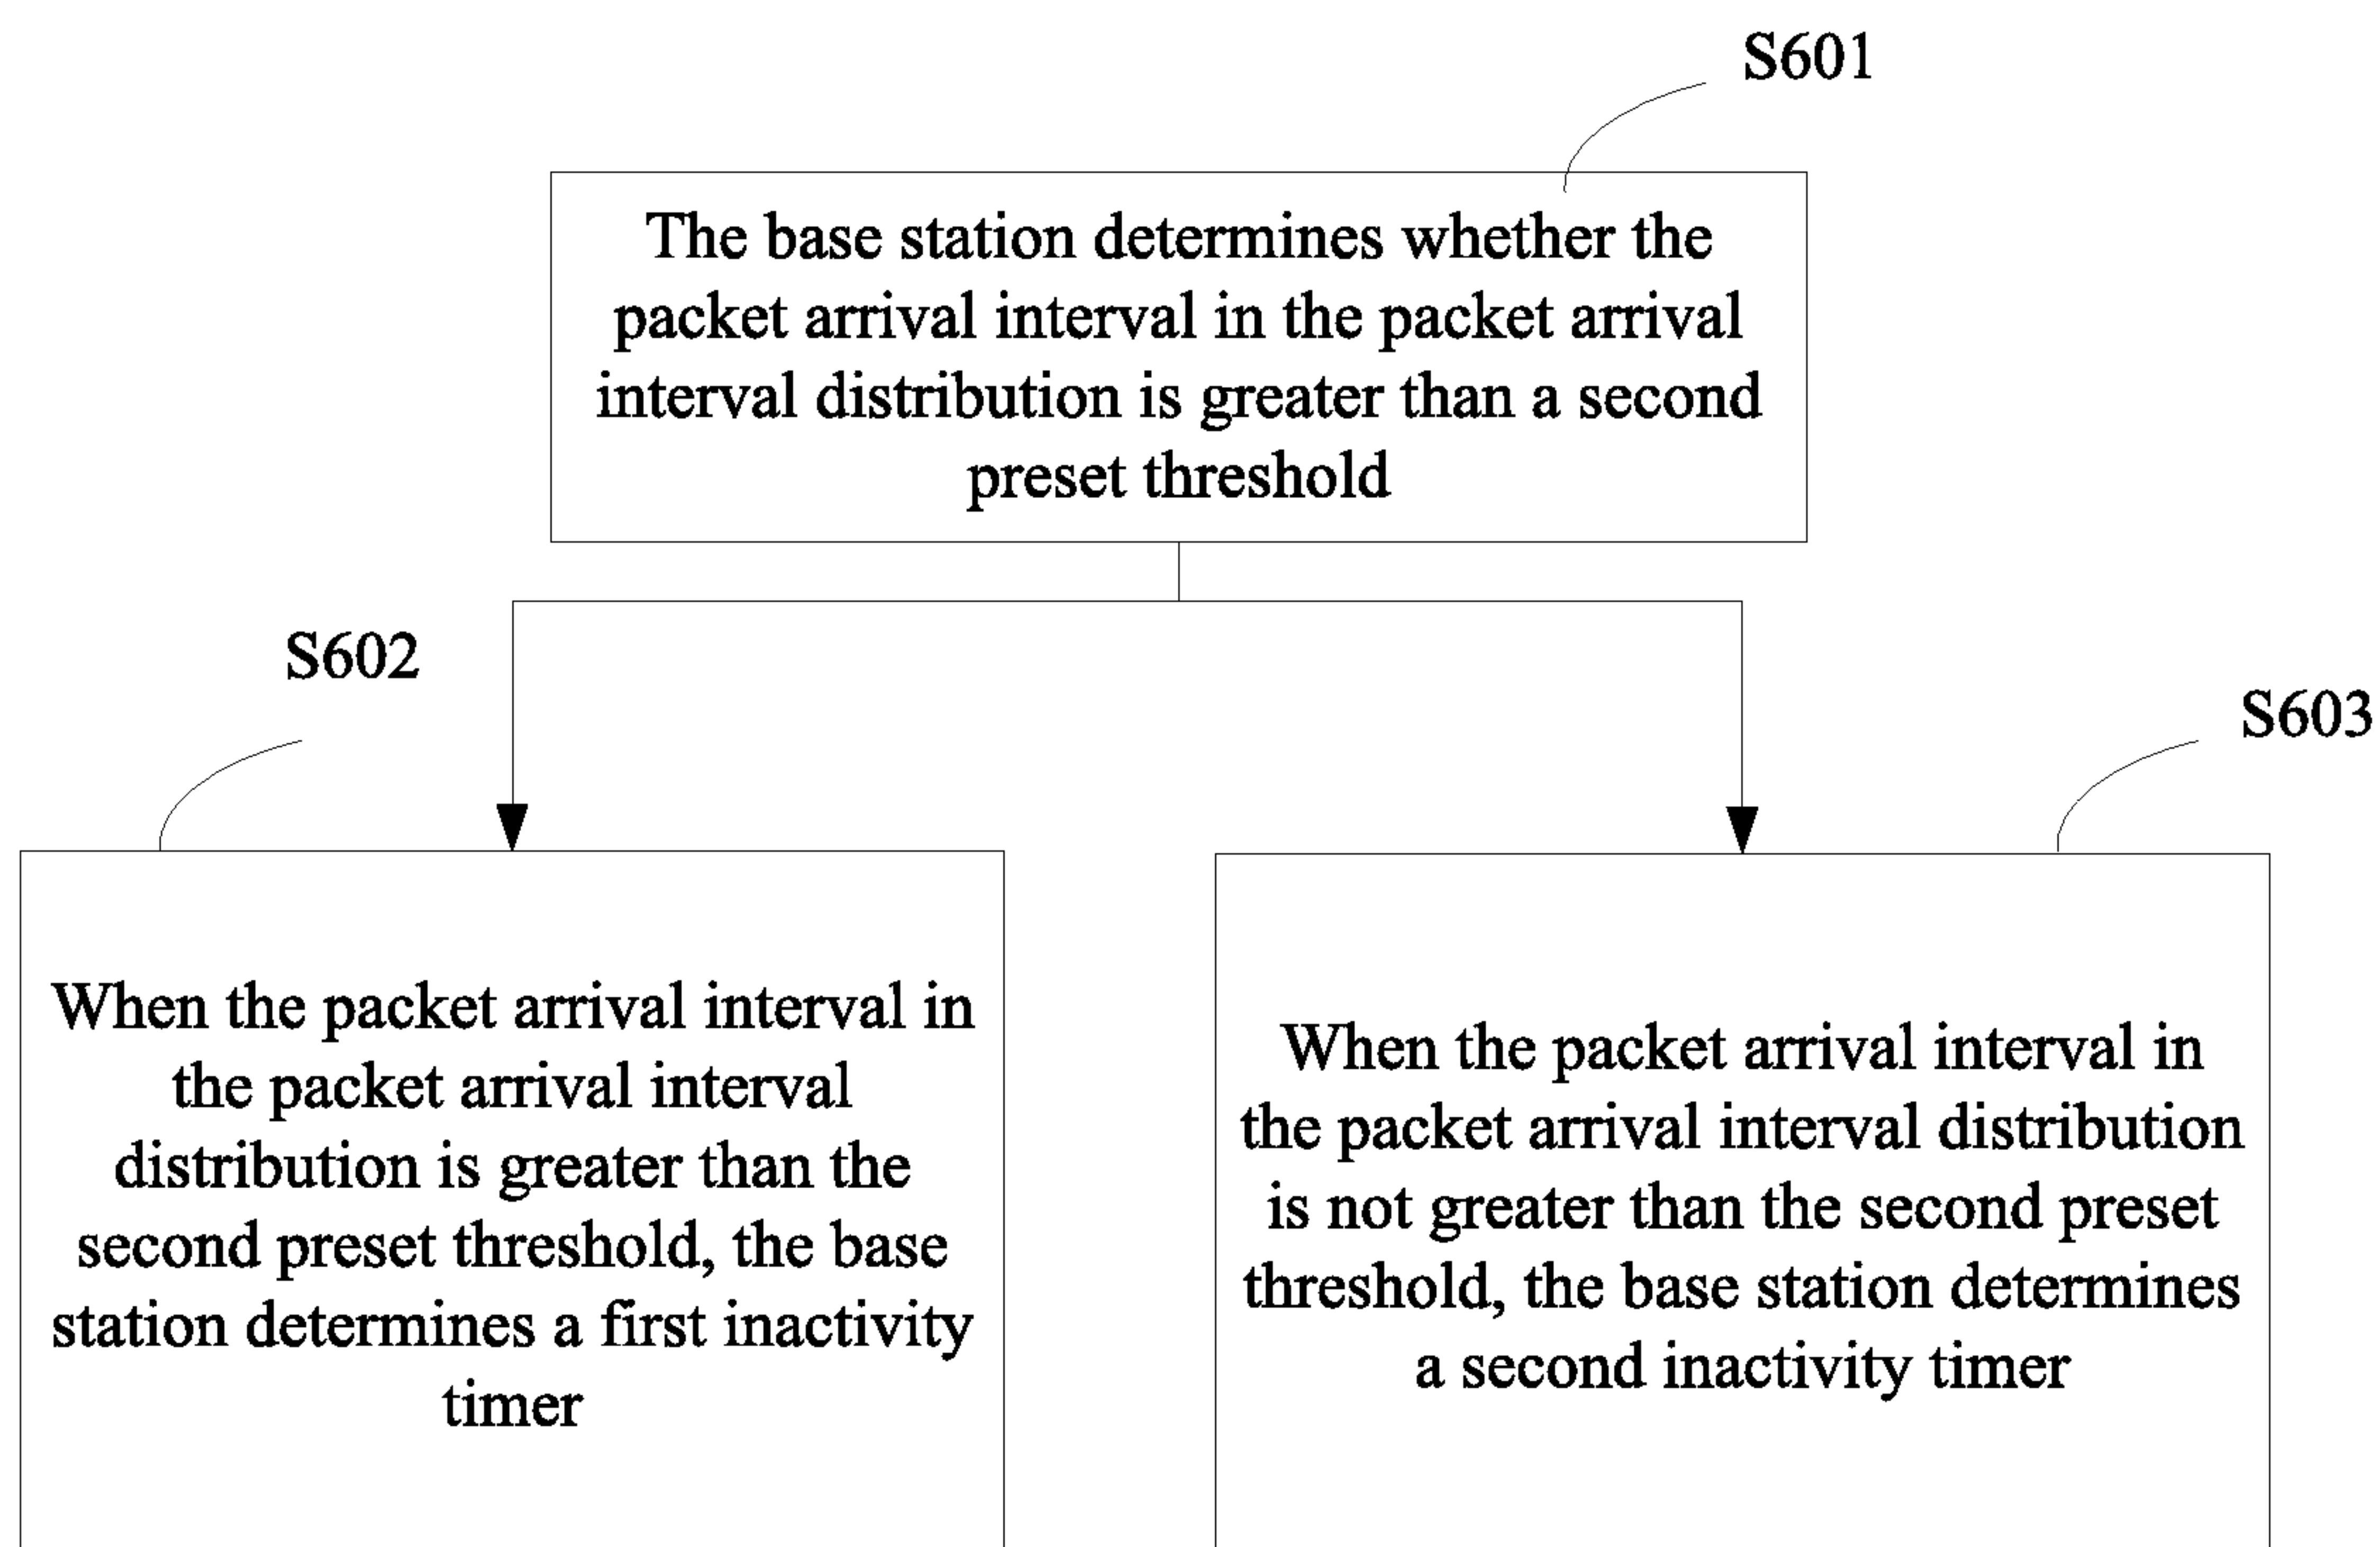 S601
The base station determines whether the
packet arrival interval in the packet arrival
interval distribution is greater than a second
preset threshold
S602
S603
When the packet arrival interval in
the packet arrival interval
distribution is greater than the
second preset threshold, the base
station determines a first inactivity
timer
When the packet arrival interval in
the packet arrival interval distribution
is not greater than the second preset
threshold, the base station determines
a second inactivity timer